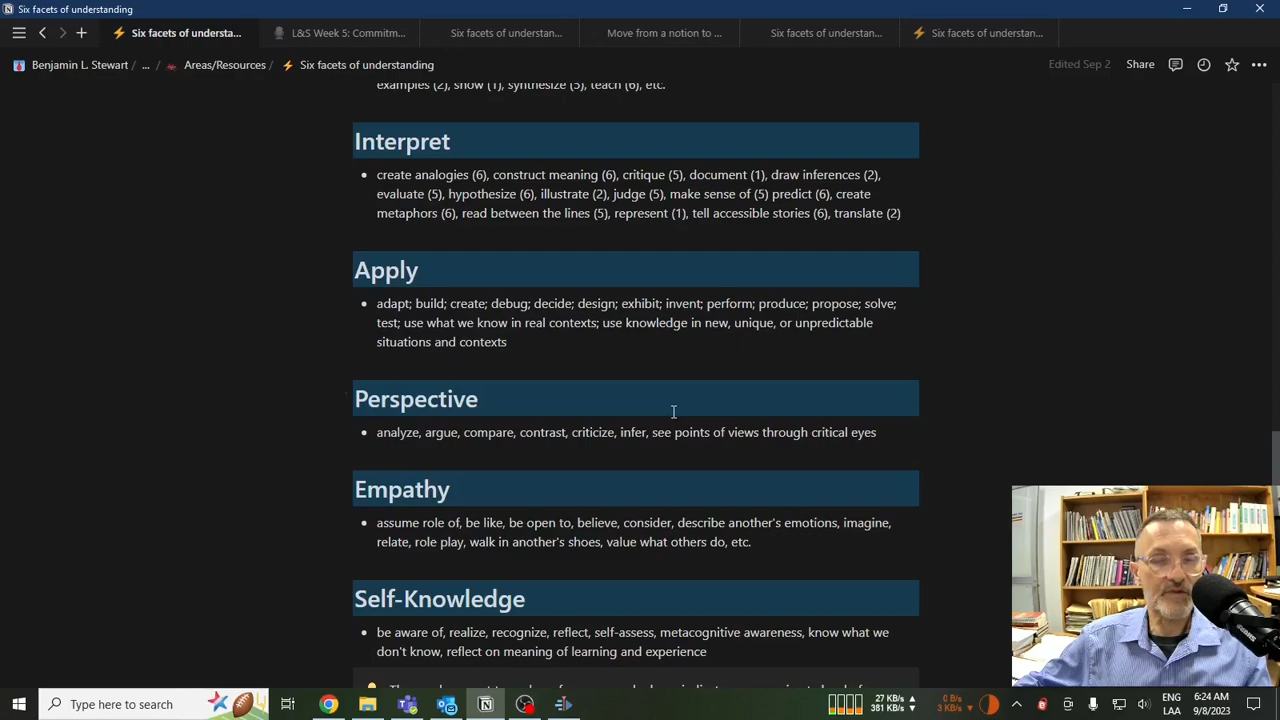 Six facets of understanding
Six facets of understa...
L&S Week 5: Commitm...
Six facets of understan...
Move from a notion to ...
Six facets of understan...
Six facets of understan...
Benjamin L. Stewart / ... / Areas/Resources / Six facets of understanding
Edited Sep 2
Share
examples (2), show (1), synthesize (5), teach (6), etc.
Interpret
• create analogies (6), construct meaning (6), critique (5), document (1), draw inferences (2),
evaluate (5), hypothesize (6), illustrate (2), judge (5), make sense of (5) predict (6), create
metaphors (6), read between the lines (5), represent (1), tell accessible stories (6), translate (2)
Apply
• adapt; build; create; debug; decide; design; exhibit; invent; perform; produce; propose; solve;
test; use what we know in real contexts; use knowledge in new, unique, or unpredictable
situations and contexts
Perspective
• analyze, argue, compare, contrast, criticize, infer, see points of views through critical eyes
Empathy
• assume role of, be like, be open to, believe, consider, describe another's emotions, imagine,
relate, role play, walk in another's shoes, value what others do, etc.
Self-Knowledge
• be aware of, realize, recognize, reflect, self-assess, metacognitive awareness, know what we
don't know, reflect on meaning of learning and experience
Type here to search
27 KB/s
381 KB/s
0 B/s
3 KB/s
ENG
LAA
6:24 AM
9/8/2023